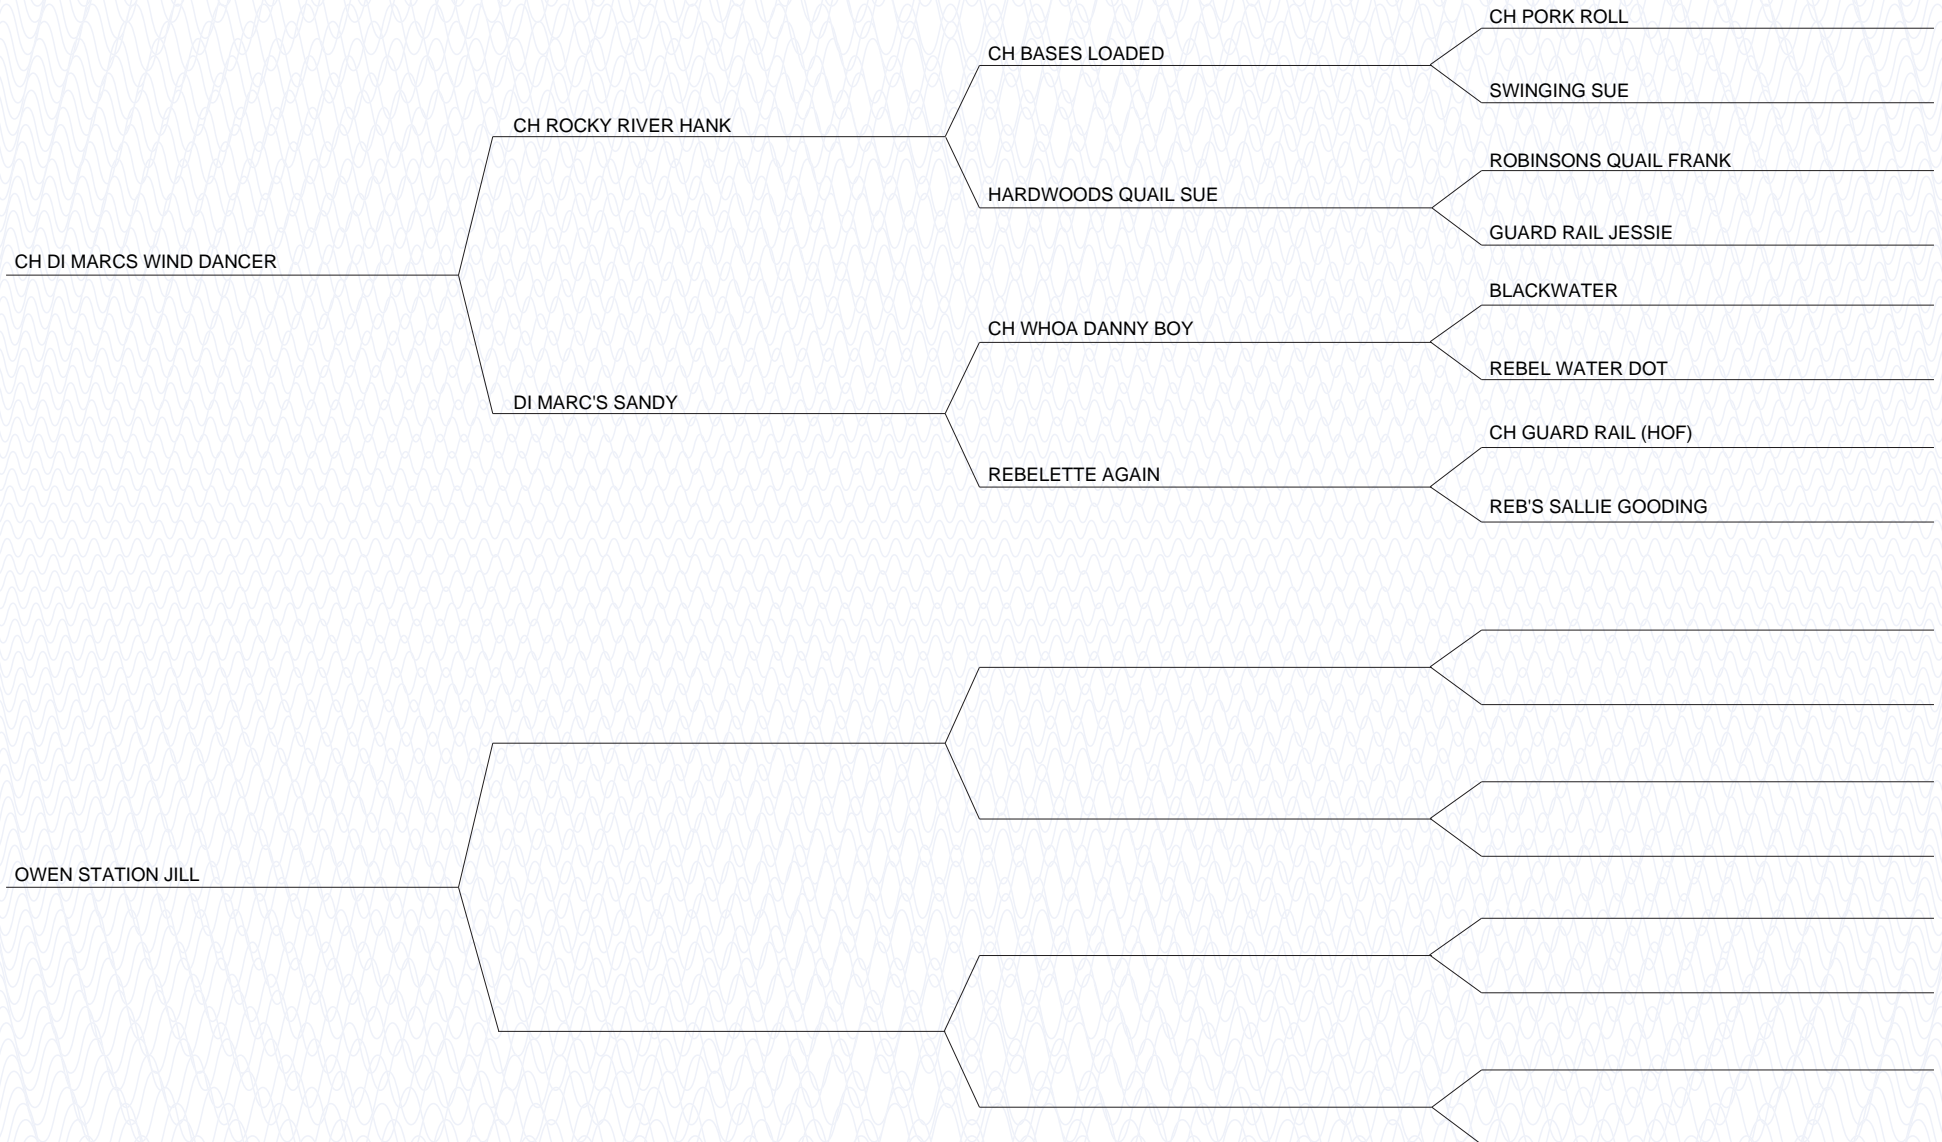 CH PORK ROLL
CH BASES LOADED
SWINGING SUE
CH ROCKY RIVER HANK
ROBINSONS QUAIL FRANK
HARDWOODS QUAIL SUE
GUARD RAIL JESSIE
CH DI MARCS WIND DANCER
BLACKWATER
CH WHOA DANNY BOY
REBEL WATER DOT
DI MARC'S SANDY
CH GUARD RAIL (HOF)
REBELETTE AGAIN
REB'S SALLIE GOODING
OWEN STATION JILL